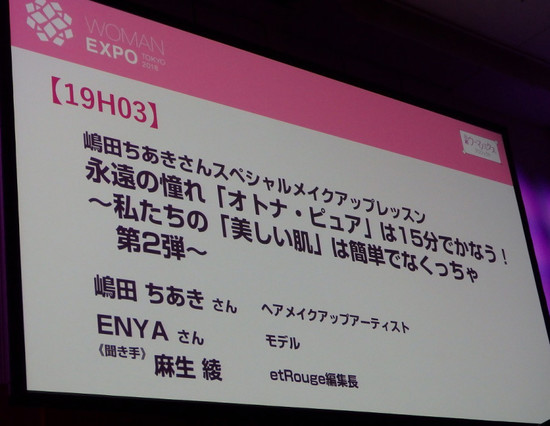 WOMAN
EXPO TOKYO
2016
【19H03】
嶋田ちあきさんスペシャルメイクアップレッスン
永遠の憧れ「オトナ・ピュア」は15分でかなう!
～私たちの「美しい肌」は簡単でなくっちゃ
第2弾～
嶋田 ちあき さん ヘアメイクアップアーティスト
ENYA さん モデル
《聞き手》 麻生 綾 etRouge編集長